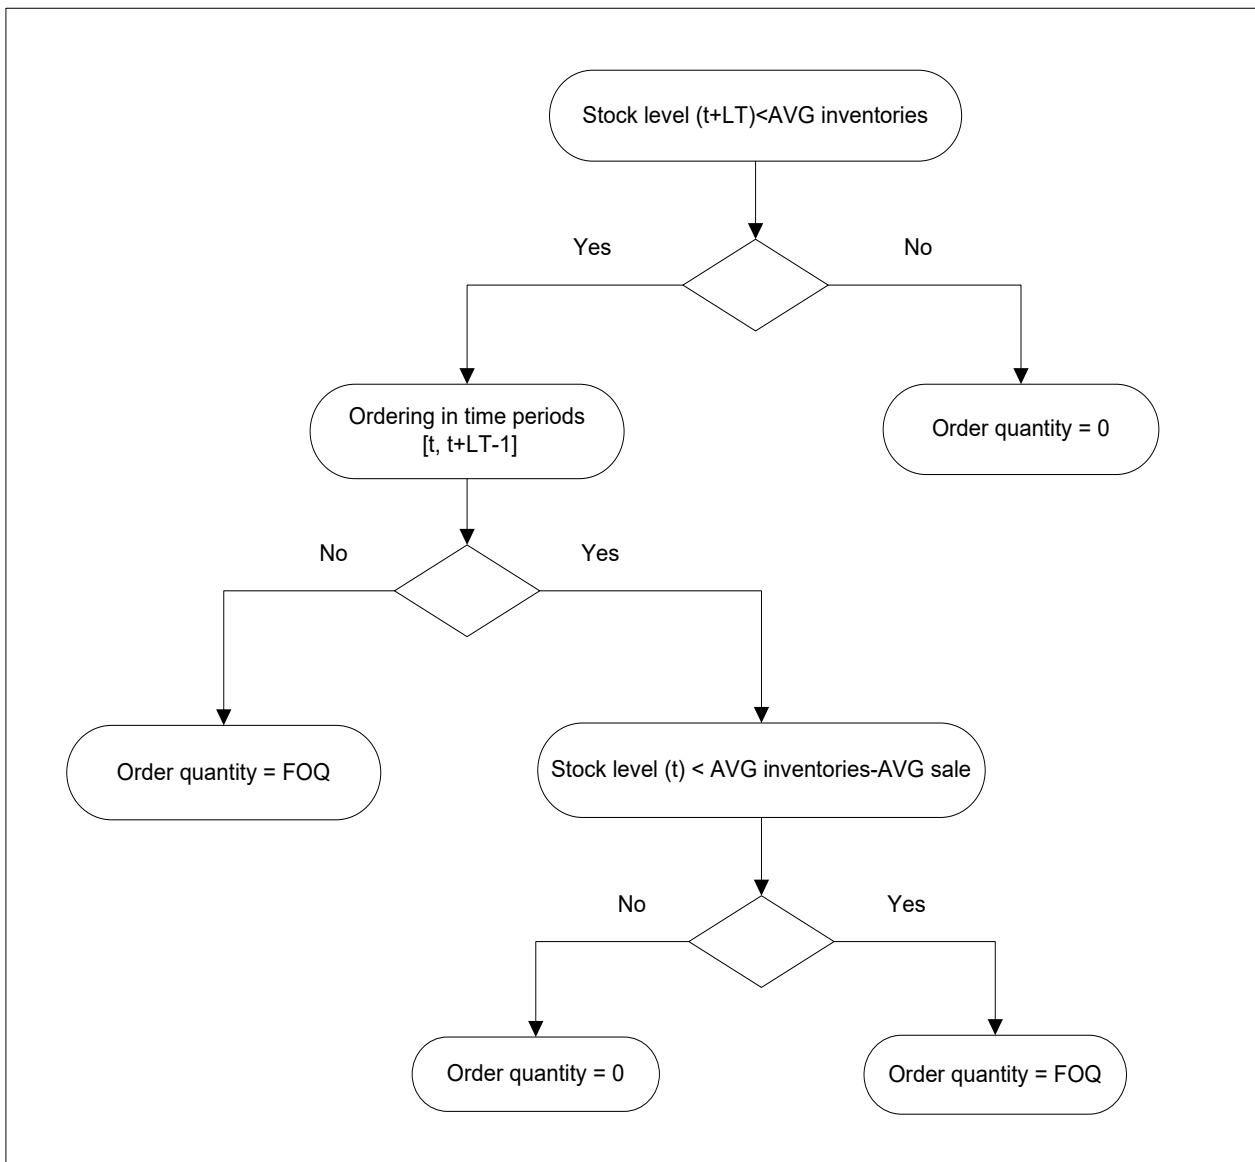 Stock level (t+LT)<AVG inventories
Yes
No
Ordering in time periods
[t, t+LT-1]
Order quantity = 0
No
Yes
Order quantity = FOQ
Stock level (t) < AVG inventories-AVG sale
No
Yes
Order quantity = 0
Order quantity = FOQ